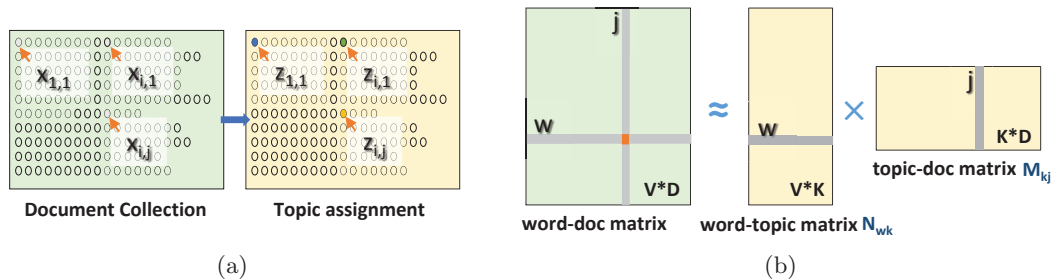 x1,1
xi,1
xi,j
Document Collection
z1,1
zi,1
zi,j
Topic assignment
(a)
j
w
V*D
word-doc matrix
≈
w
V*K
word-topic matrix Nwk
×
j
K*D
topic-doc matrix Mkj
(b)